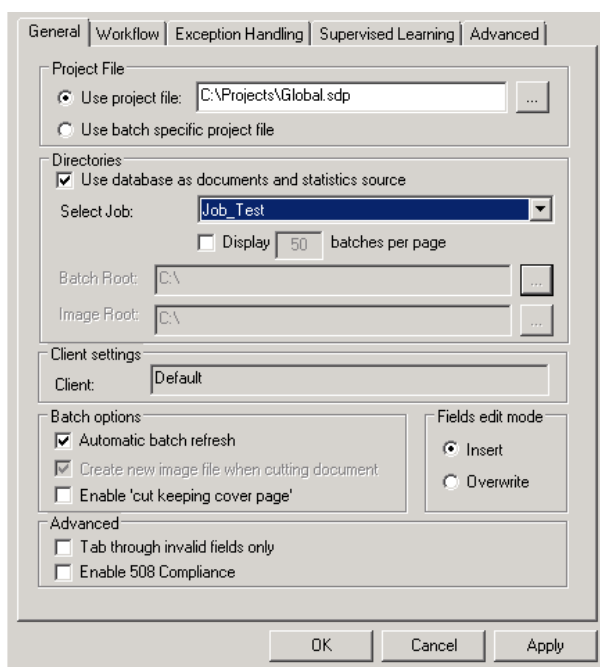 General Workflow Exception Handling Supervised Learning Advanced
Project File
Use project file: C:\Projects\Global.sdp ...
Use batch specific project file
Directories
Use database as documents and statistics source
Select Job: Job_Test
Display 50 batches per page
Batch Root: C:\ ...
Image Root: C:\ ...
Client settings
Client: Default
Batch options
Automatic batch refresh
Create new image file when cutting document
Enable 'cut keeping cover page'
Fields edit mode
Insert
Overwrite
Advanced
Tab through invalid fields only
Enable 508 Compliance
OK Cancel Apply